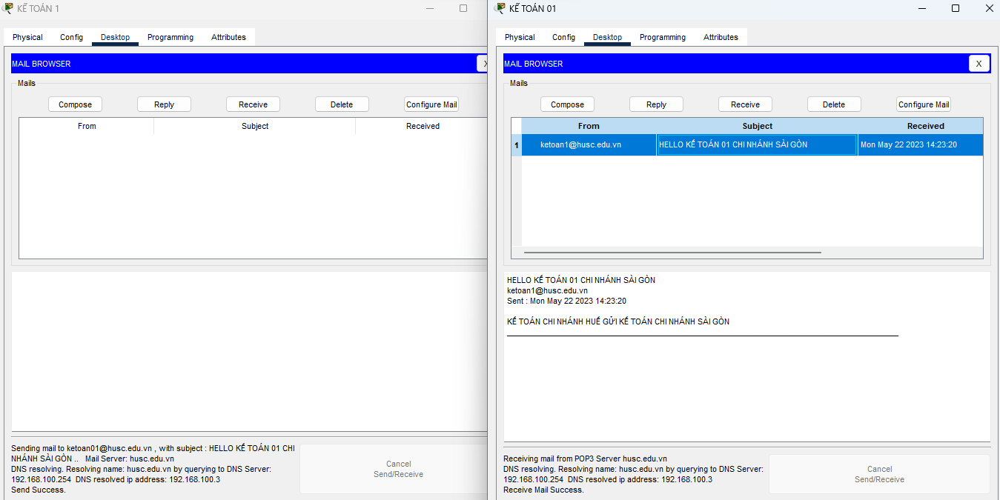 KẾ TOÁN 1
Physical Config Desktop Programming Attributes
MAIL BROWSER
X
Mails
Compose Reply Receive Delete Configure Mail
From Subject Received
Sending mail to ketoan01@husc.edu.vn , with subject : HELLO KẾ TOÁN 01 CHI
NHÁNH SÀI GÒN .. Mail Server: husc.edu.vn
DNS resolving. Resolving name: husc.edu.vn by querying to DNS Server:
192.168.100.254 DNS resolved ip address: 192.168.100.3
Send Success.
Cancel
Send/Receive
KẾ TOÁN 01
Physical Config Desktop Programming Attributes
MAIL BROWSER
X
Mails
Compose Reply Receive Delete Configure Mail
From Subject Received
1 ketoan1@husc.edu.vn HELLO KẾ TOÁN 01 CHI NHÁNH SÀI GÒN Mon May 22 2023 14:23:20
HELLO KẾ TOÁN 01 CHI NHÁNH SÀI GÒN
ketoan1@husc.edu.vn
Sent : Mon May 22 2023 14:23:20
KẾ TOÁN CHI NHÁNH HUẾ GỬI KẾ TOÁN CHI NHÁNH SÀI GÒN
Receiving mail from POP3 Server husc.edu.vn
DNS resolving. Resolving name: husc.edu.vn by querying to DNS Server:
192.168.100.254 DNS resolved ip address: 192.168.100.3
Receive Mail Success.
Cancel
Send/Receive